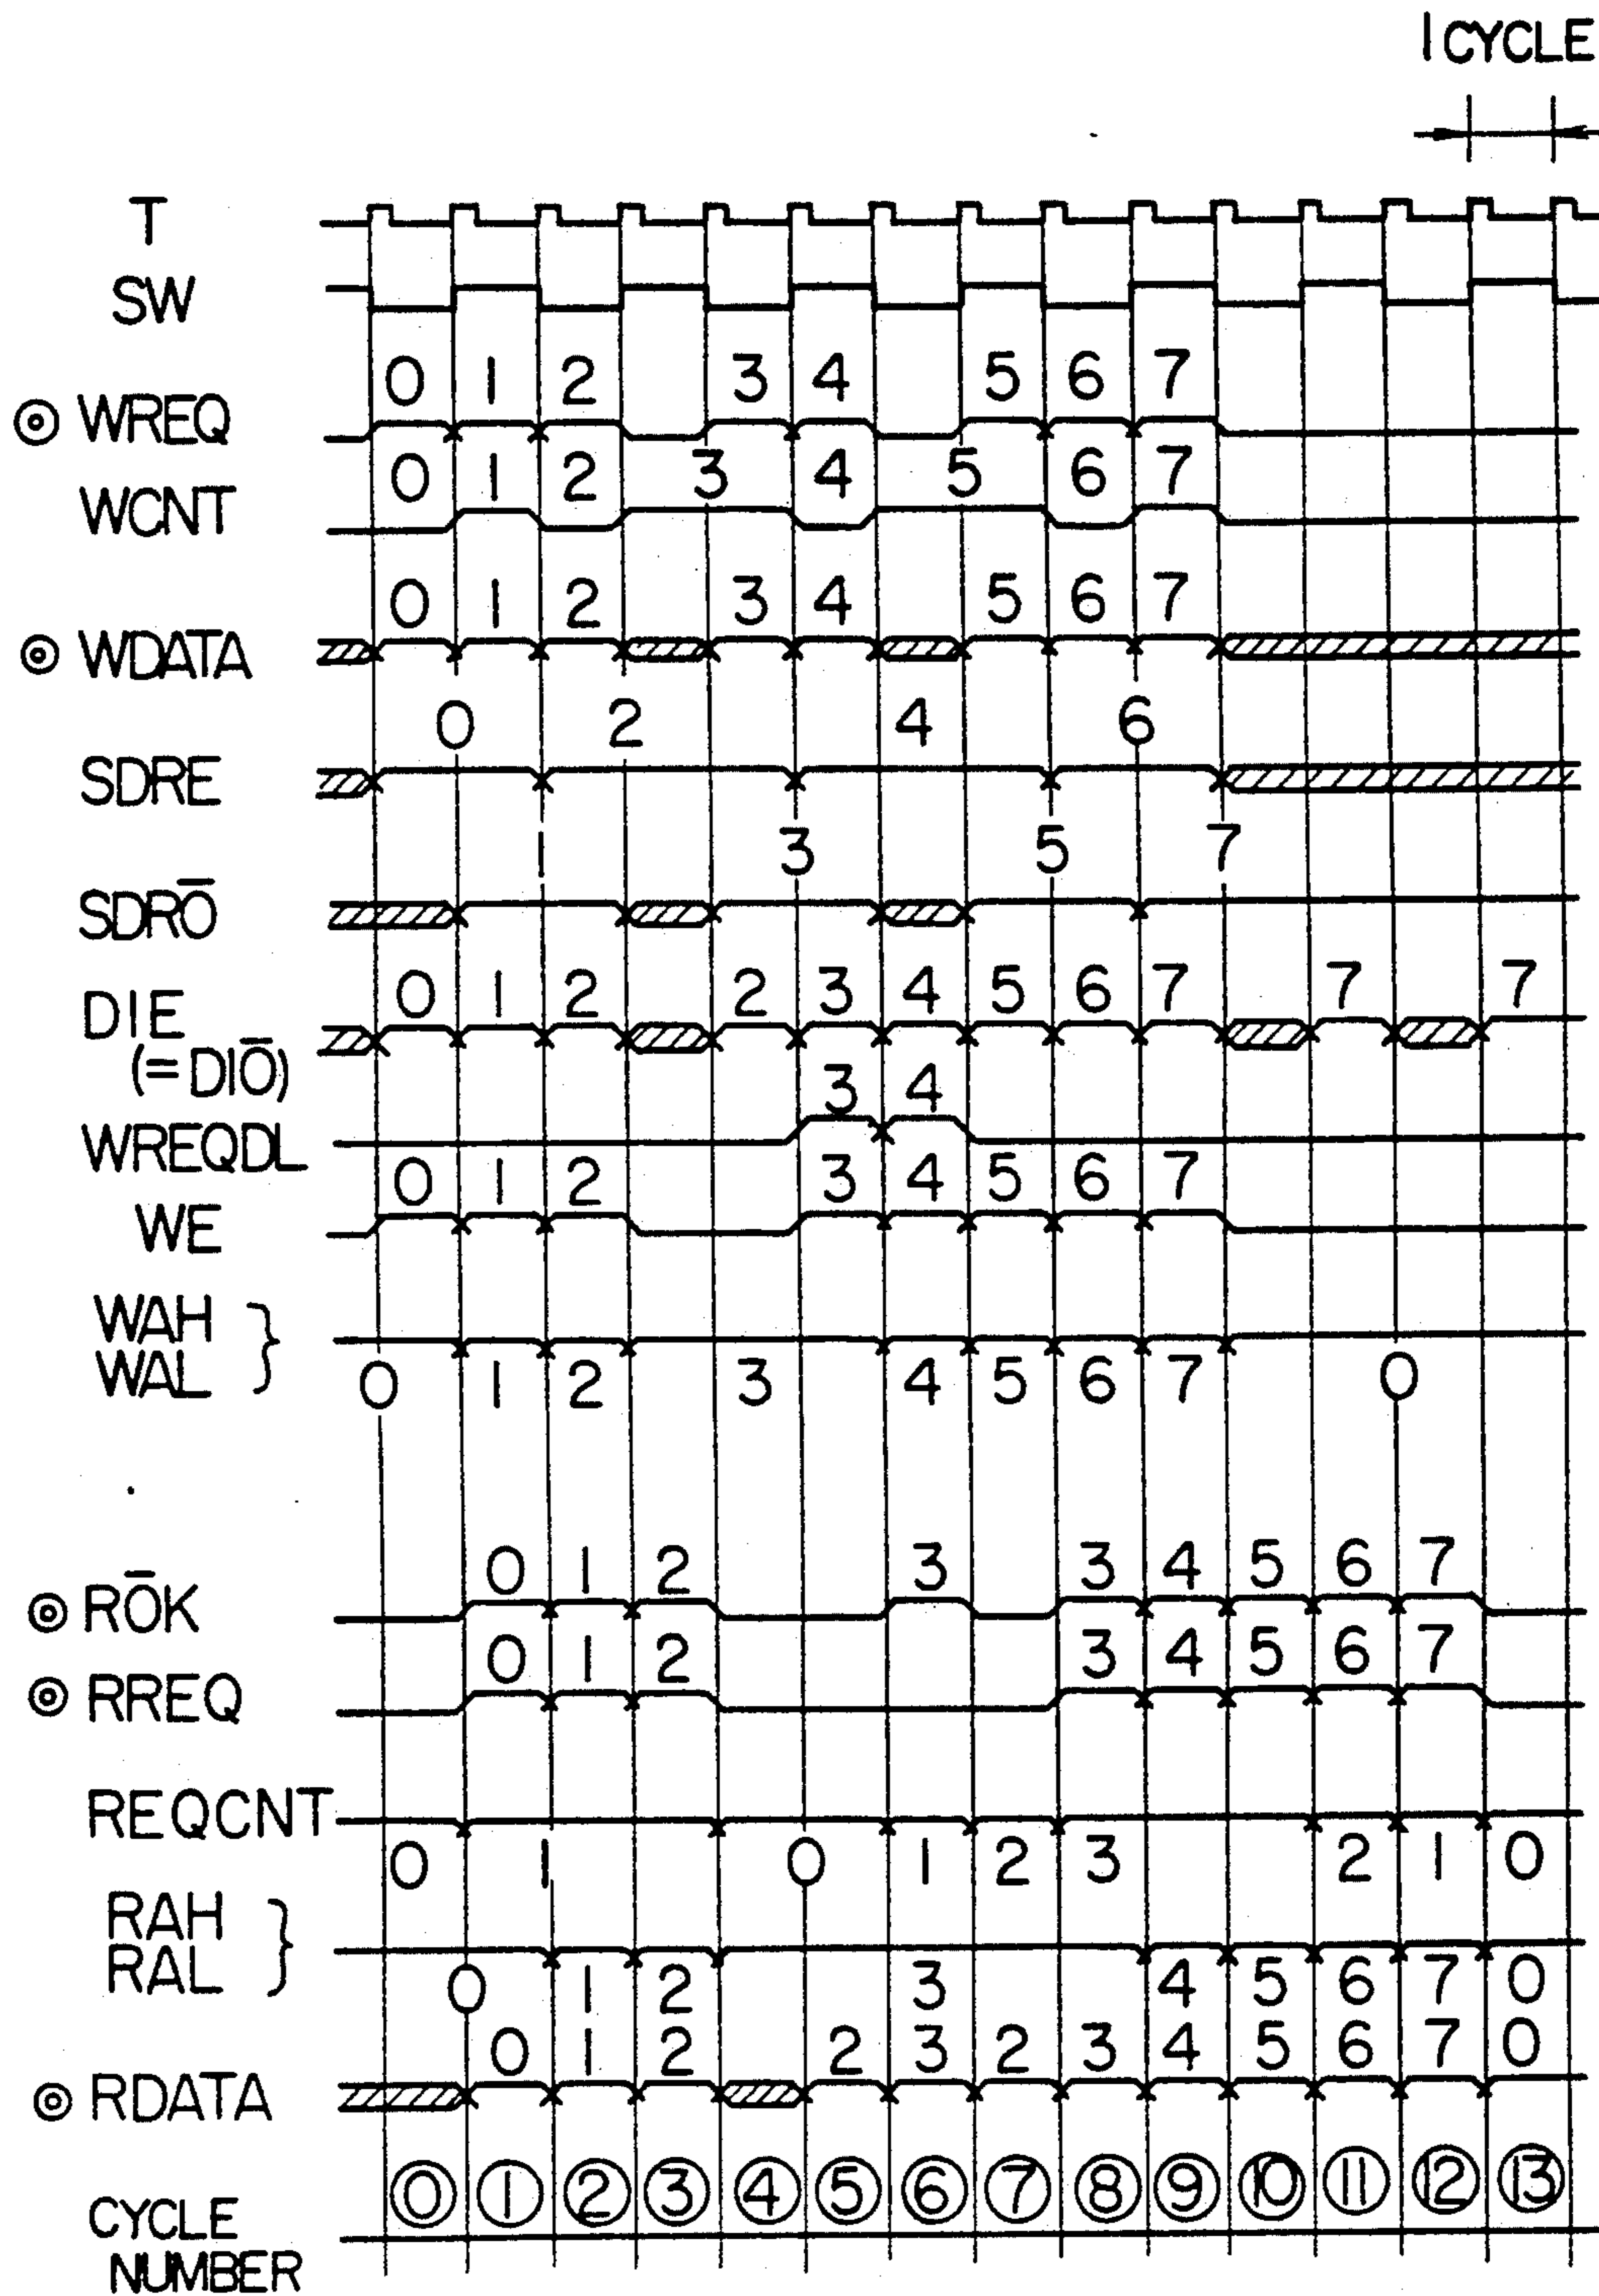 1 CYCLE
T
SW
0 1 2 3 4 5 6 7
◎ WREQ
0 1 2 3 4 5 6 7
WCNT
0 1 2 3 4 5 6 7
◎ WDATA
0 2 4 6
SDRE
1 3 5 7
SDRŌ
0 1 2 2 3 4 5 6 7 7 7
DIE
(=DIŌ)
3 4
WREQDL
0 1 2 3 4 5 6 7
WE
WAH
WAL }
0 1 2 3 4 5 6 7 0
0 1 2 3 3 4 5 6 7
◎ RŌK
0 1 2 3 4 5 6 7
◎ RREQ
REQCNT
0 1 0 1 2 3 2 1 0
RAH
RAL }
0 1 2 3 4 5 6 7 0
0 1 2 2 3 2 3 4 5 6 7 0
◎ RDATA
⓪ ① ② ③ ④ ⑤ ⑥ ⑦ ⑧ ⑨ ⑩ ⑪ ⑫ ⑬
CYCLE
NUMBER